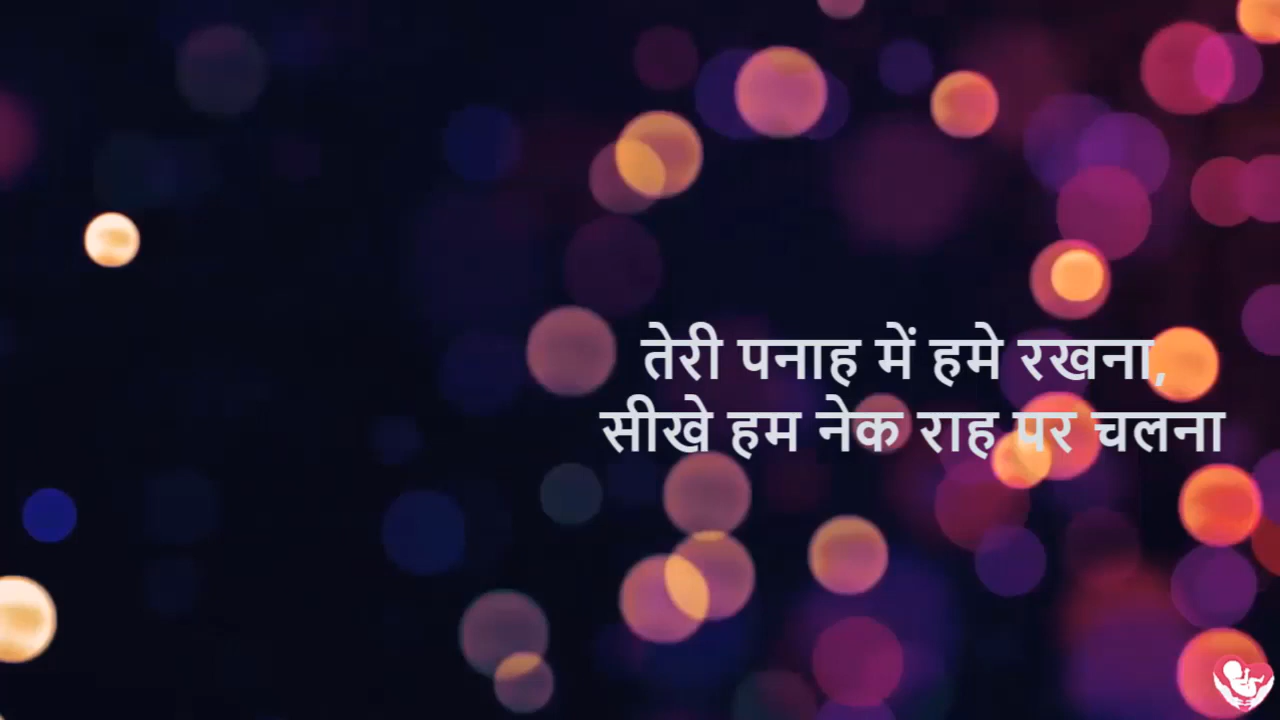 तेरी पनाह में हमे रखना,
सीखे हम नेक राह पर चलना